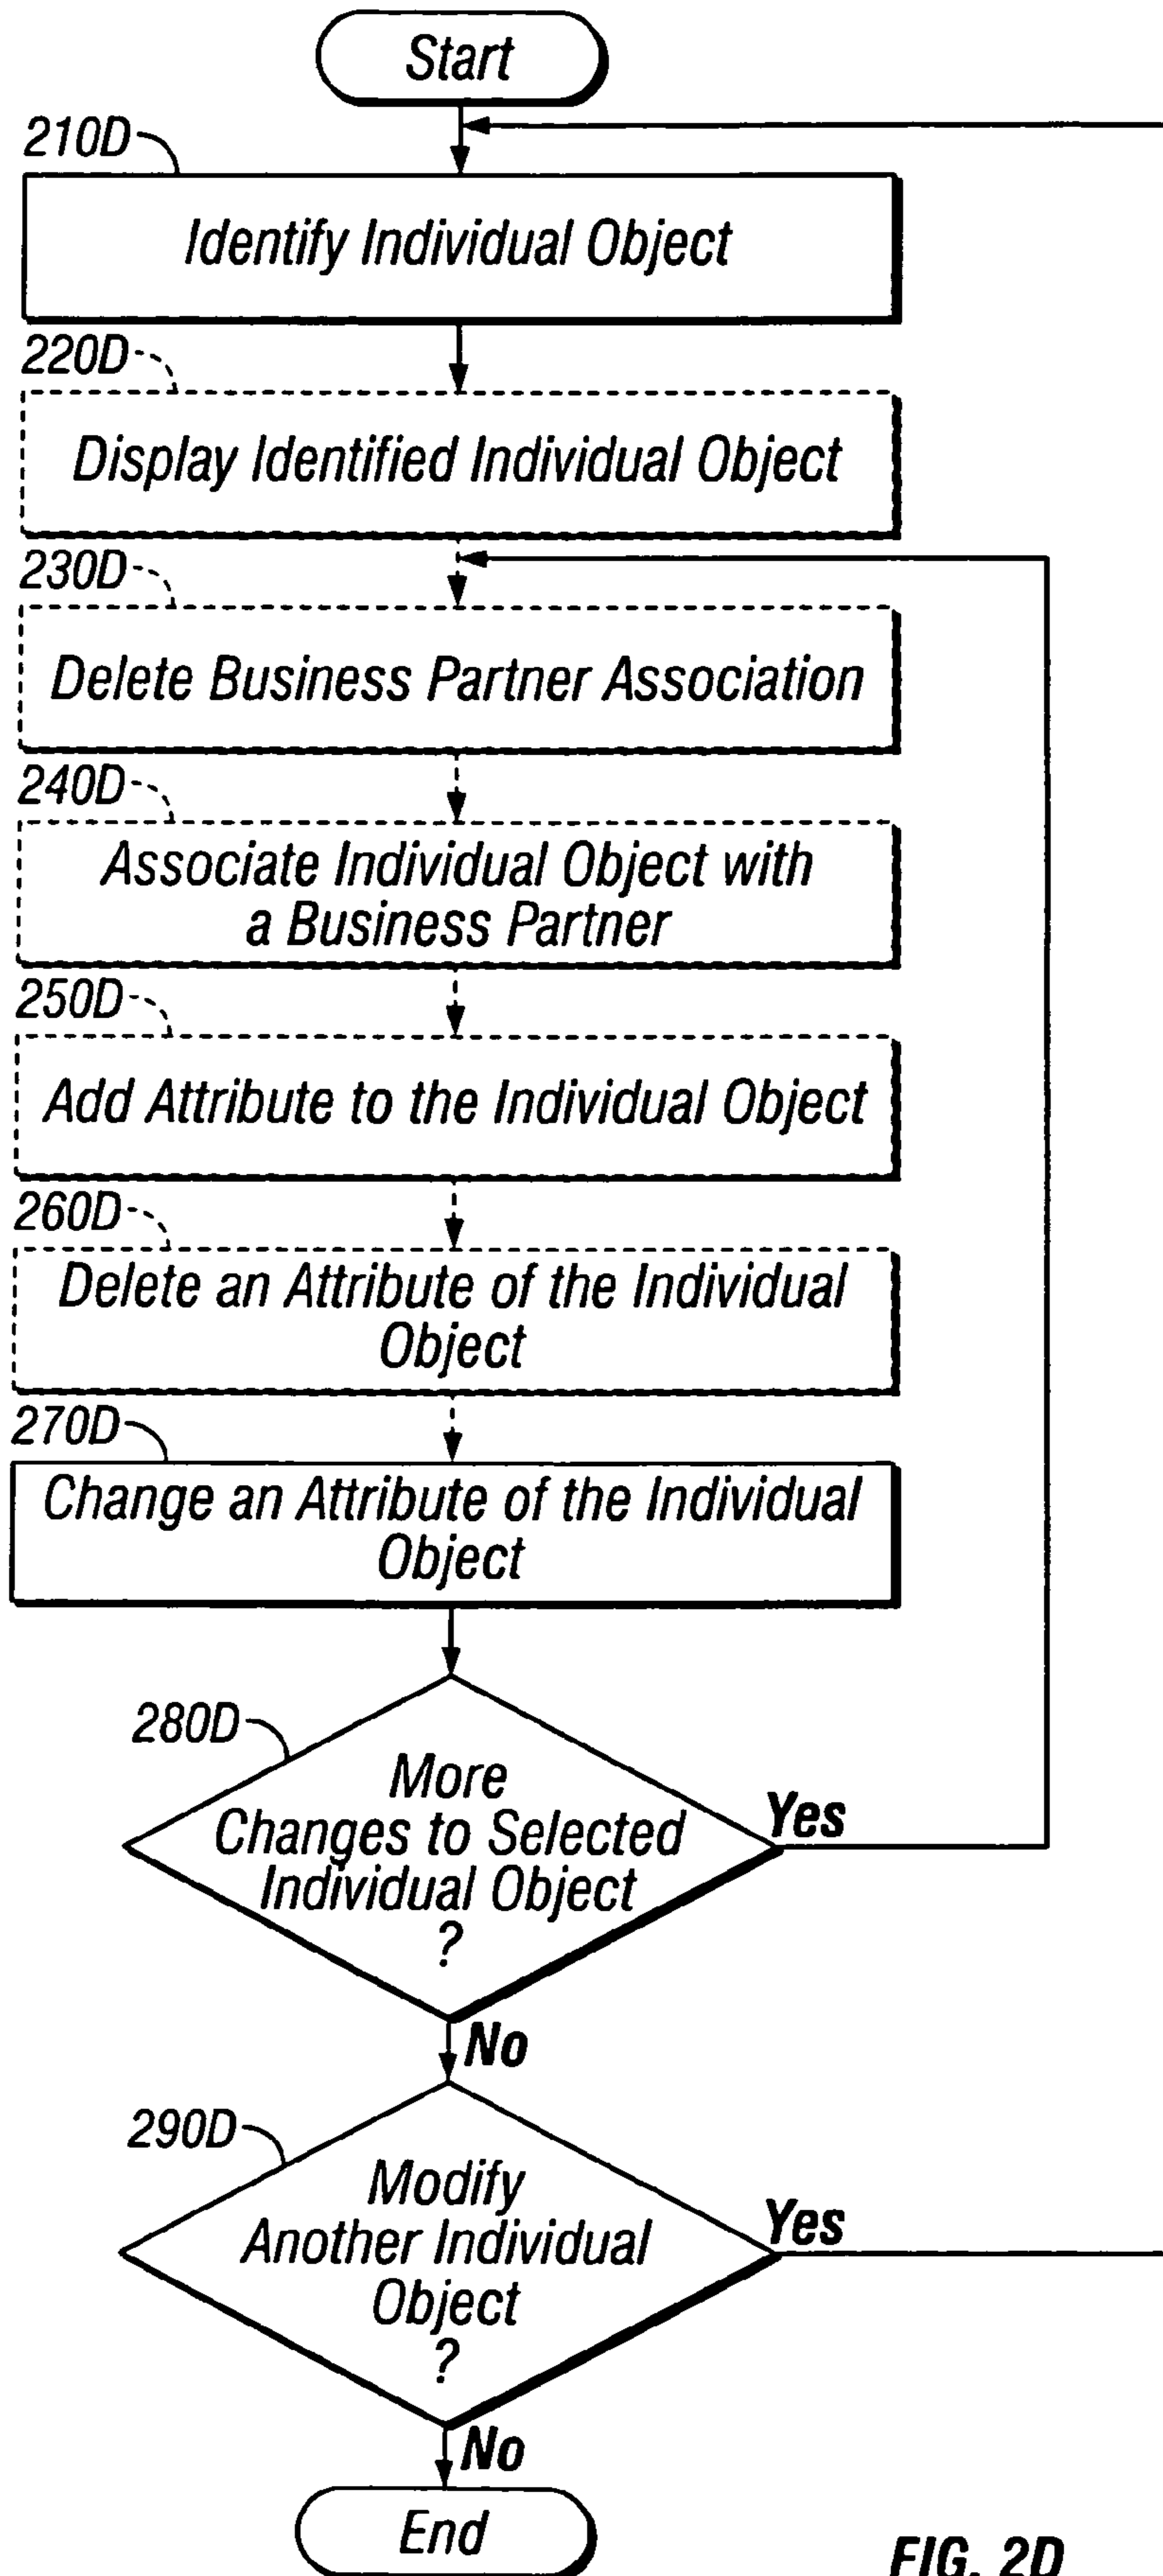 Start
210D
Identify Individual Object
220D
Display Identified Individual Object
230D
Delete Business Partner Association
240D
Associate Individual Object with
a Business Partner
250D
Add Attribute to the Individual Object
260D
Delete an Attribute of the Individual
Object
270D
Change an Attribute of the Individual
Object
280D
More
Changes to Selected
Individual Object
?
Yes
No
290D
Modify
Another Individual
Object
?
Yes
No
End
FIG. 2D